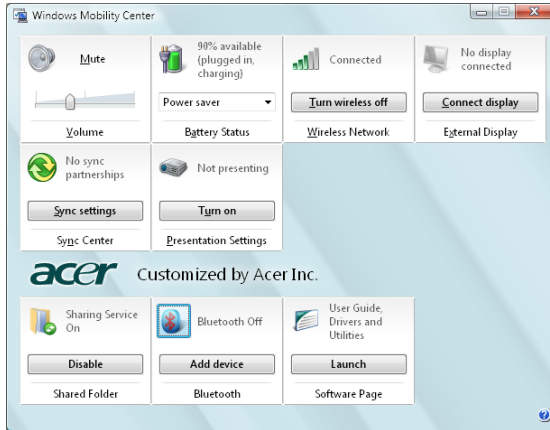 Windows Mobility Center
Mute
Volume
90% available
(plugged in,
charging)
Power saver
Battery Status
Connected
Turn wireless off
Wireless Network
No display
connected
Connect display
External Display
No sync
partnerships
Sync settings
Sync Center
Not presenting
Turn on
Presentation Settings
acer Customized by Acer Inc.
Sharing Service
On
Disable
Shared Folder
Bluetooth Off
Add device
Bluetooth
User Guide,
Drivers and
Utilities
Launch
Software Page